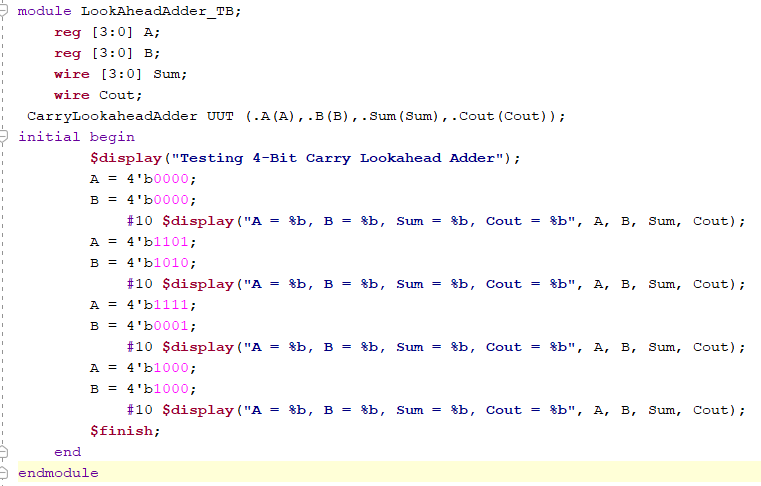 module LookAheadAdder_TB;
reg [3:0] A;
reg [3:0] B;
wire [3:0] Sum;
wire Cout;
CarryLookaheadAdder UUT (.A(A),.B(B),.Sum(Sum),.Cout(Cout));
initial begin
$display("Testing 4-Bit Carry Lookahead Adder");
A = 4'b0000;
B = 4'b0000;
#10 $display("A = %b, B = %b, Sum = %b, Cout = %b", A, B, Sum, Cout);
A = 4'b1101;
B = 4'b1010;
#10 $display("A = %b, B = %b, Sum = %b, Cout = %b", A, B, Sum, Cout);
A = 4'b1111;
B = 4'b0001;
#10 $display("A = %b, B = %b, Sum = %b, Cout = %b", A, B, Sum, Cout);
A = 4'b1000;
B = 4'b1000;
#10 $display("A = %b, B = %b, Sum = %b, Cout = %b", A, B, Sum, Cout);
$finish;
end
endmodule